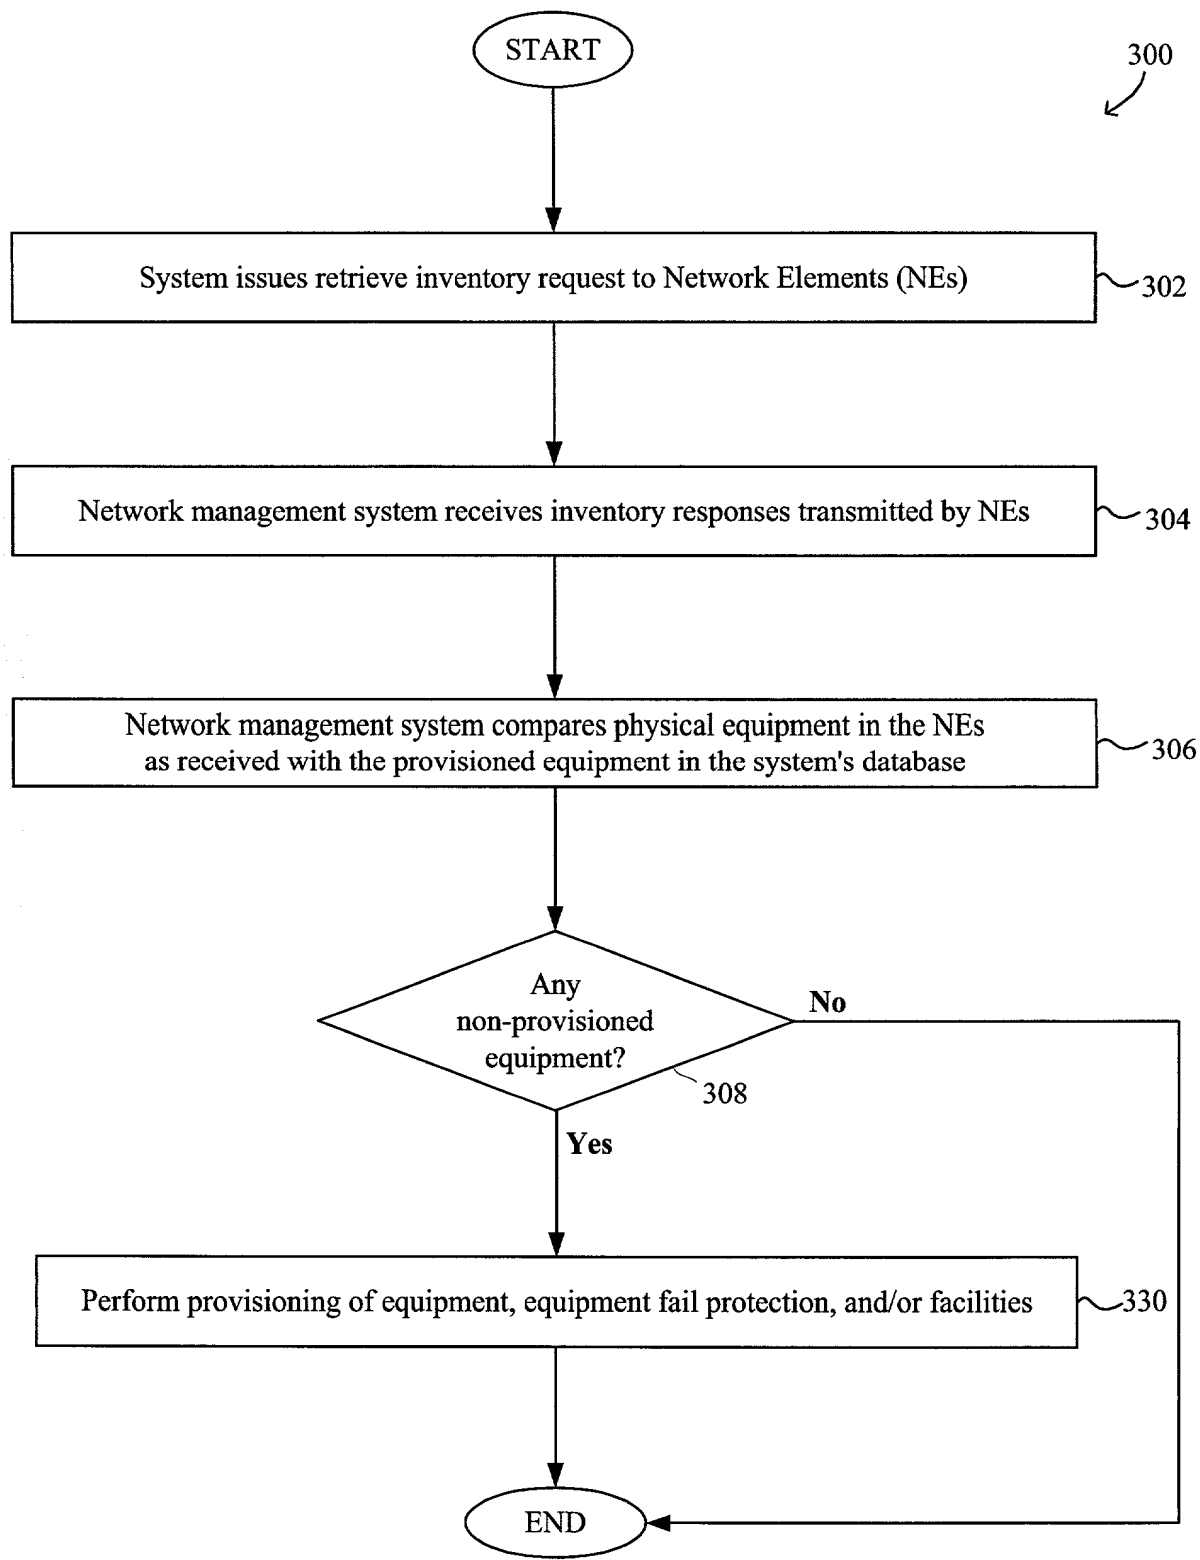 START
300
System issues retrieve inventory request to Network Elements (NEs)
302
Network management system receives inventory responses transmitted by NEs
304
Network management system compares physical equipment in the NEs
as received with the provisioned equipment in the system's database
306
Any
non-provisioned
equipment?
No
308
Yes
Perform provisioning of equipment, equipment fail protection, and/or facilities
330
END